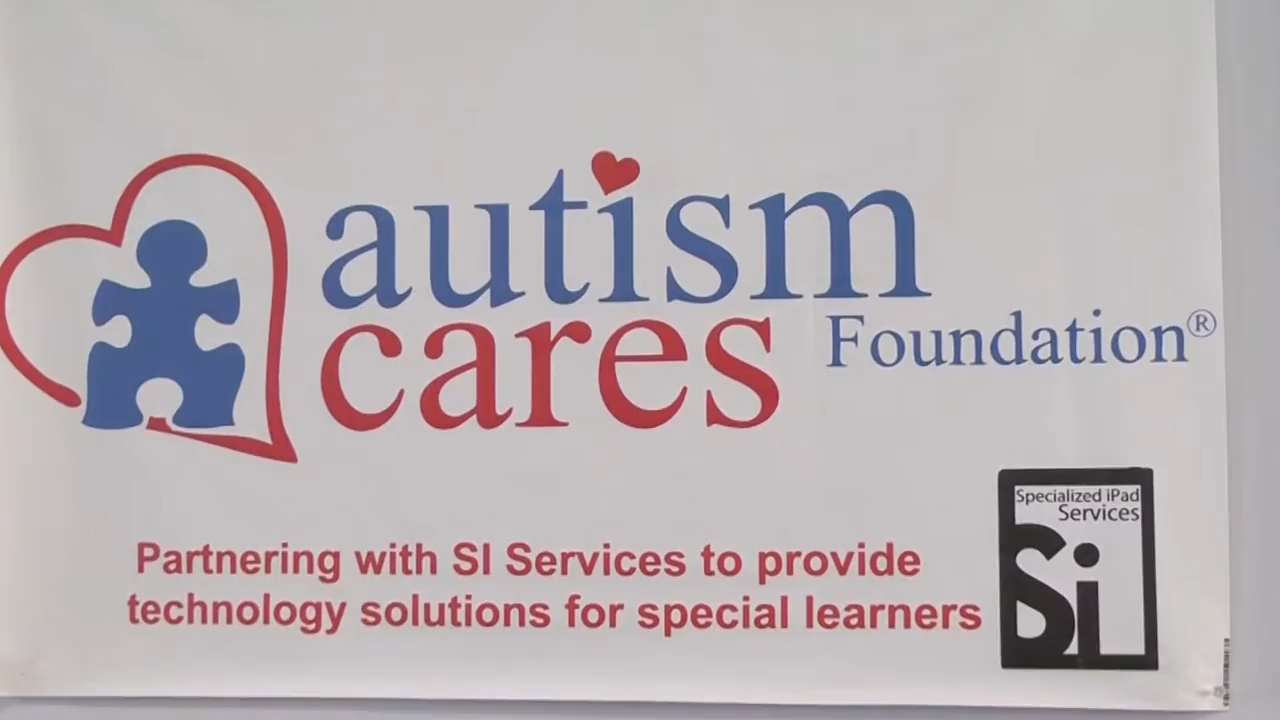 autism
cares Foundation®
Specialized iPad
Services
Si
Partnering with SI Services to provide
technology solutions for special learners